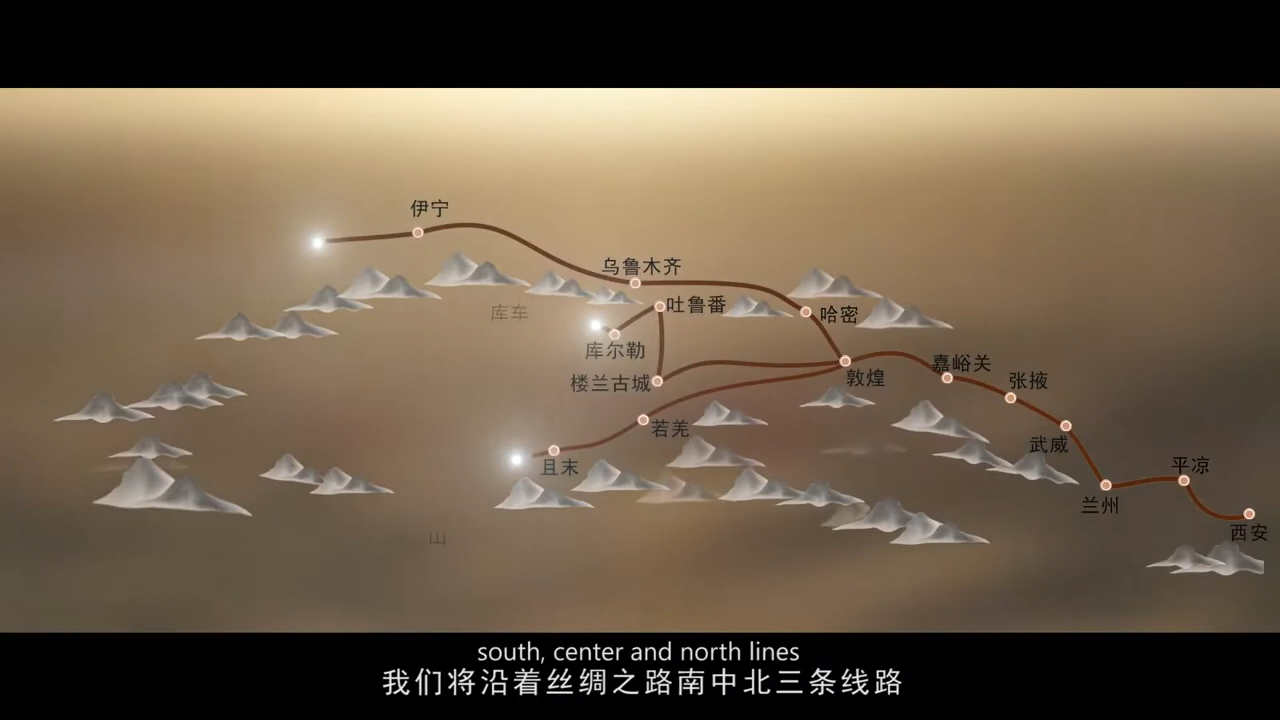 伊宁
乌鲁木齐
吐鲁番
库车
哈密
库尔勒
楼兰古城
敦煌
嘉峪关
张掖
若羌
武威
且末
平凉
兰州
西安
山
south, center and north lines
我们将沿着丝绸之路南中北三条线路